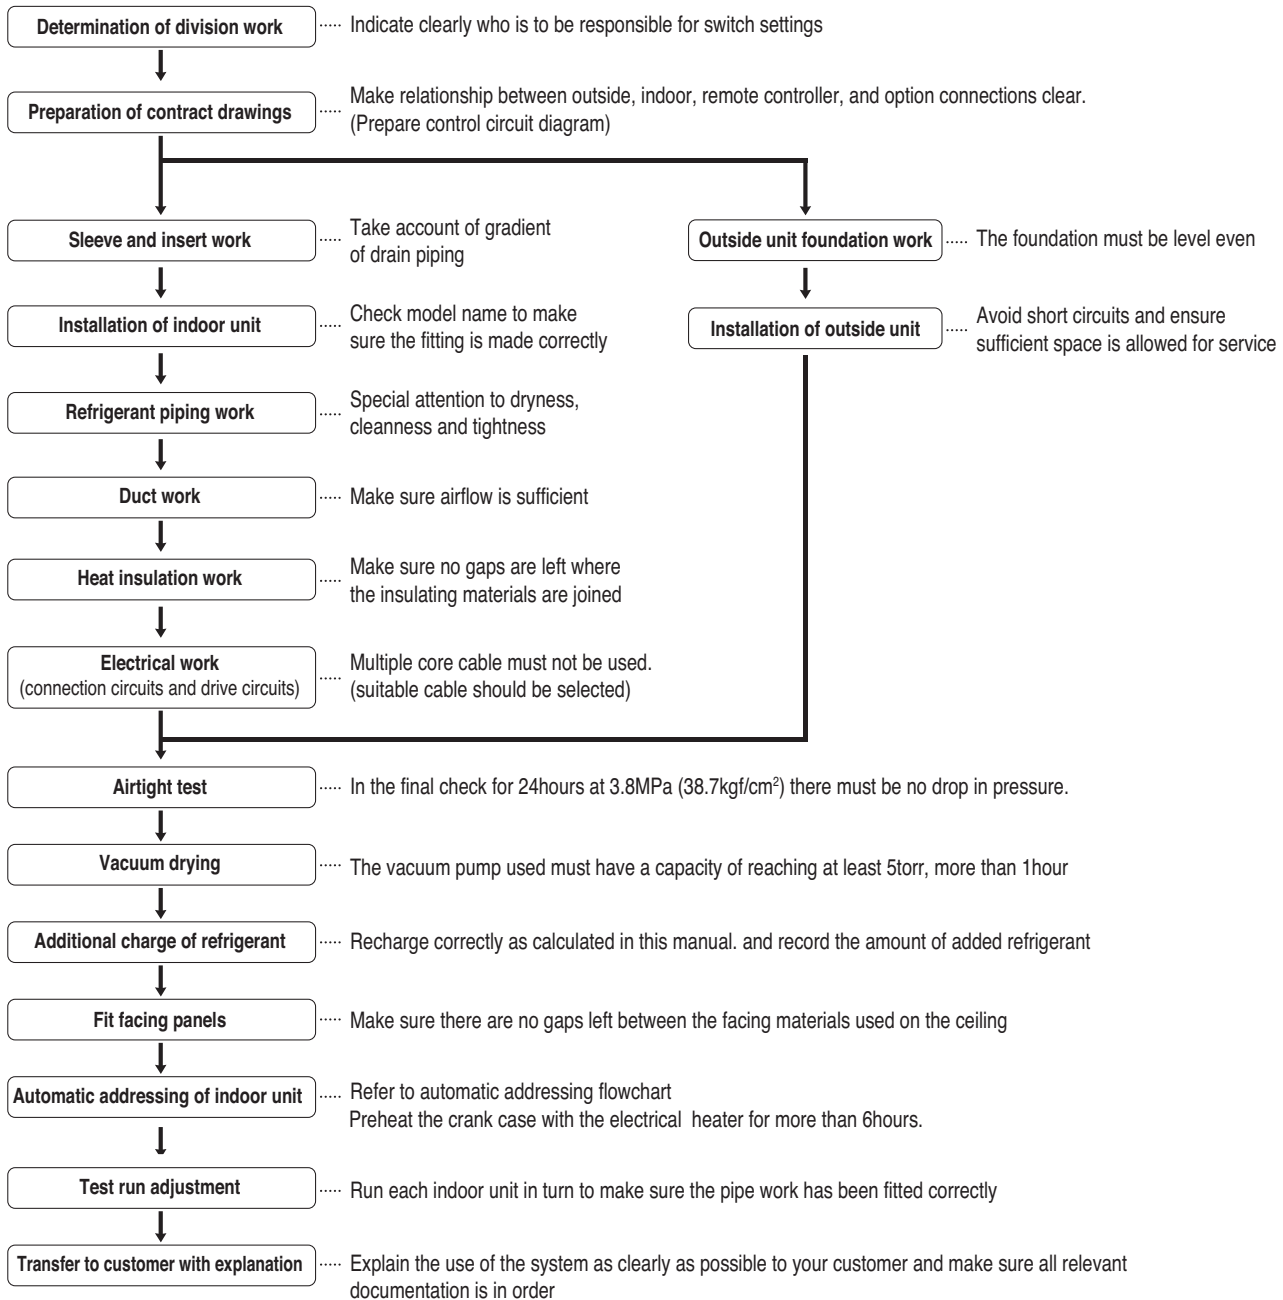 Determination of division work
Indicate clearly who is to be responsible for switch settings
Preparation of contract drawings
Make relationship between outside, indoor, remote controller, and option connections clear.
(Prepare control circuit diagram)
Sleeve and insert work
Take account of gradient
of drain piping
Outside unit foundation work
The foundation must be level even
Installation of indoor unit
Check model name to make
sure the fitting is made correctly
Installation of outside unit
Avoid short circuits and ensure
sufficient space is allowed for service
Refrigerant piping work
Special attention to dryness,
cleanness and tightness
Duct work
Make sure airflow is sufficient
Heat insulation work
Make sure no gaps are left where
the insulating materials are joined
Electrical work
(connection circuits and drive circuits)
Multiple core cable must not be used.
(suitable cable should be selected)
Airtight test
In the final check for 24hours at 3.8MPa (38.7kgf/cm²) there must be no drop in pressure.
Vacuum drying
The vacuum pump used must have a capacity of reaching at least 5torr, more than 1hour
Additional charge of refrigerant
Recharge correctly as calculated in this manual. and record the amount of added refrigerant
Fit facing panels
Make sure there are no gaps left between the facing materials used on the ceiling
Automatic addressing of indoor unit
Refer to automatic addressing flowchart
Preheat the crank case with the electrical heater for more than 6hours.
Test run adjustment
Run each indoor unit in turn to make sure the pipe work has been fitted correctly
Transfer to customer with explanation
Explain the use of the system as clearly as possible to your customer and make sure all relevant
documentation is in order